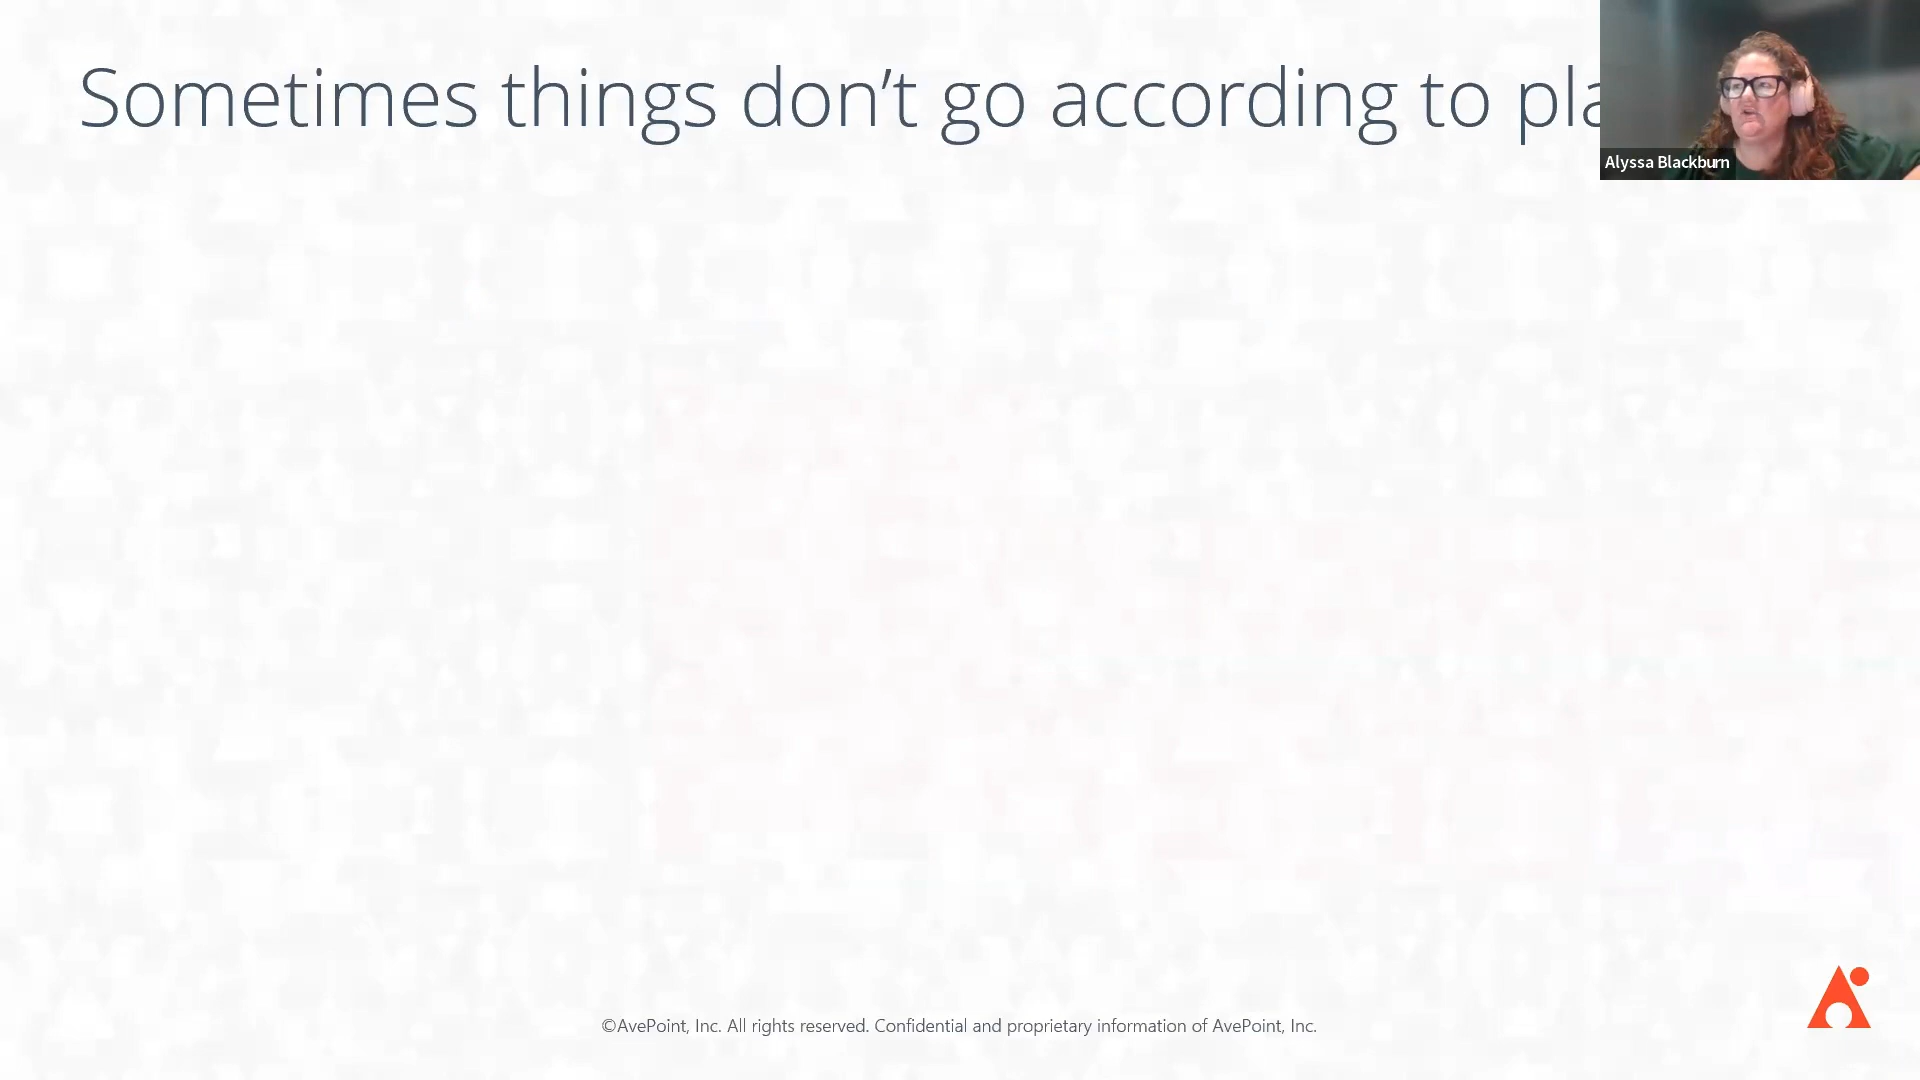 Sometimes things don’t go according to pla
Alyssa Blackburn
©AvePoint, Inc. All rights reserved. Confidential and proprietary information of AvePoint, Inc.